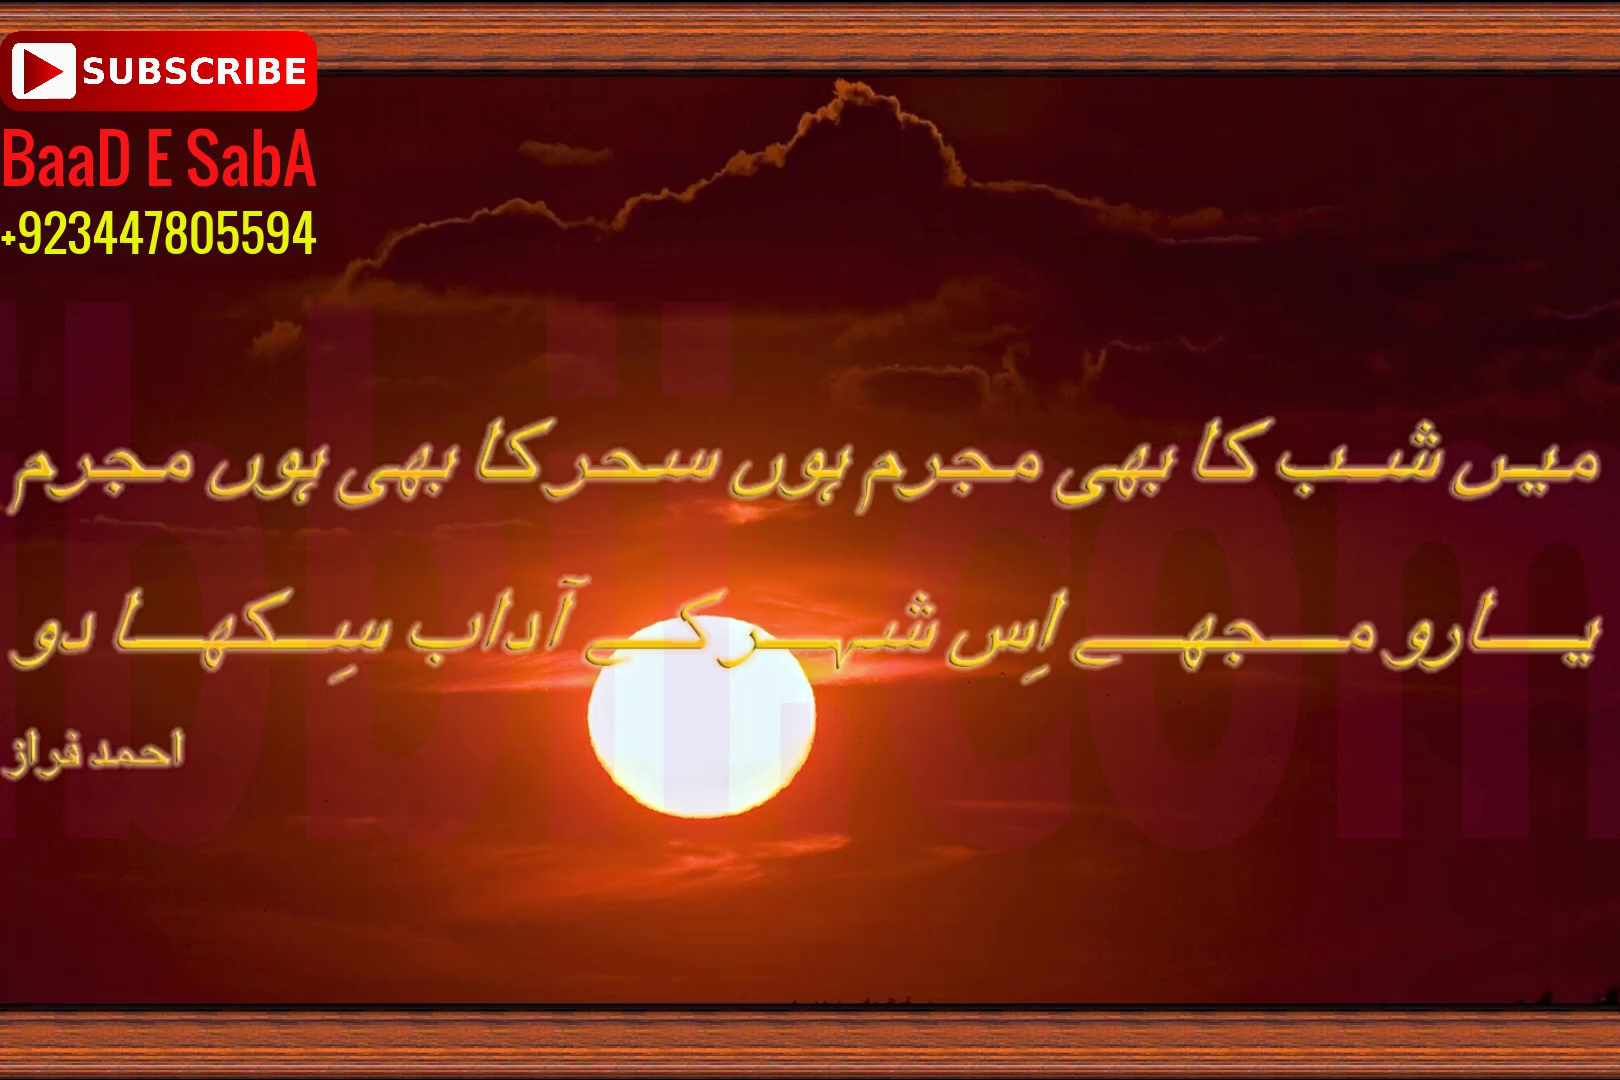 SUBSCRIBE
BaaD E SabA
+923447805594
میں شب کا بھی مجرم ہوں سحر کا بھی ہوں مجرم
یارو مجھے اِس شہر کے آداب سِکھا دو
احمد فراز